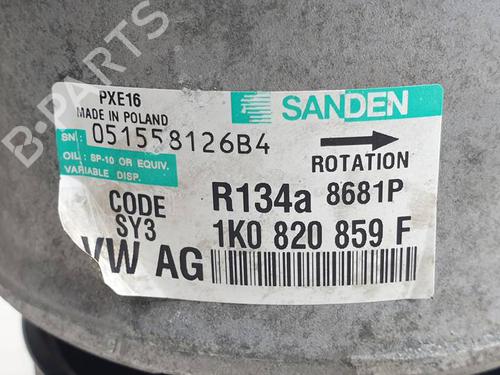 PXE16
MADE IN POLAND
SANDEN
SN: 051558126B4
OIL: SP-10 OR EQUIV.
VARIABLE DISP.
ROTATION
CODE
SY3
R134a 8681P
1K0 820 859 F
VW AG
B-PARTS